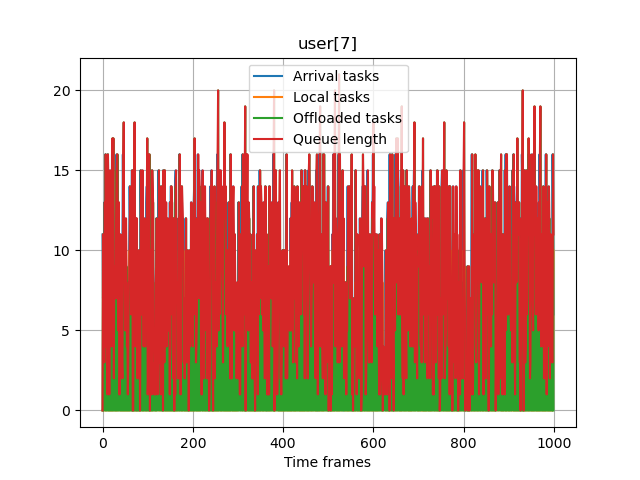 user[7]
Arrival tasks
Local tasks
Offloaded tasks
Queue length
20
15
10
5
0
0 200 400 600 800 1000
Time frames